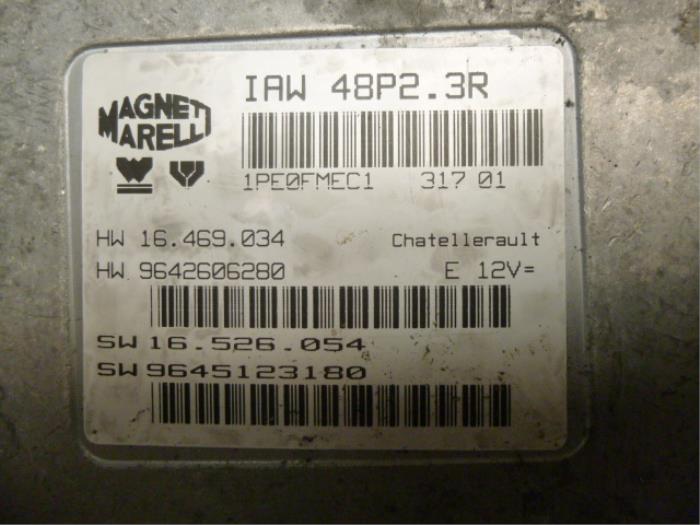 MAGNETI
MARELLI
IAW 48P2.3R
1PE0FMEC1 317 01
HW 16.469.034 Chatellerault
HW 9642606280 E 12V=
SW 16.526.054
SW 9645123180